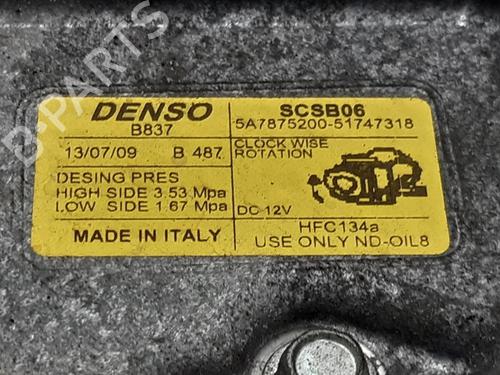 DENSO
B837
13/07/09 B 487
DESING PRES
HIGH SIDE 3.53 Mpa
LOW SIDE 1.67 Mpa
MADE IN ITALY
SCSB06
5A7875200-51747318
CLOCK WISE
ROTATION
DC 12V
HFC134a
USE ONLY ND-OIL8
B-PARTS